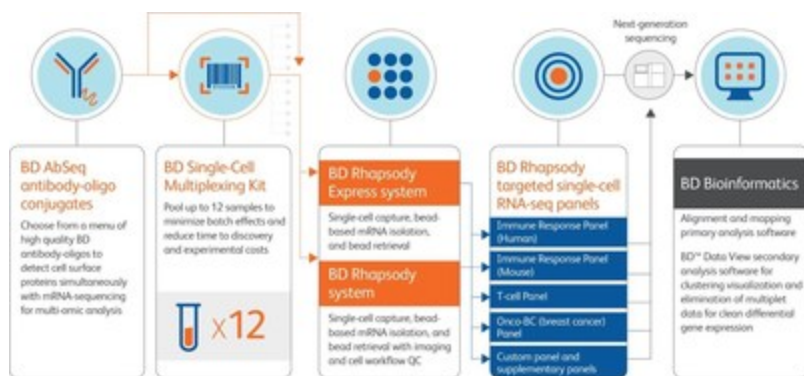 Next-generation
sequencing
BD AbSeq
antibody-oligo
conjugates
Choose from a menu of
high quality BD
antibody-oligos to
detect cell surface
proteins simultaneously
with mRNA-sequencing
for multi-omic analysis
BD Single-Cell
Multiplexing Kit
Pool up to 12 samples to
minimize batch effects and
reduce time to discovery
and experimental costs
x12
BD Rhapsody
Express system
Single-cell capture, bead-
based mRNA isolation,
and bead retrieval
BD Rhapsody
system
Single-cell capture, bead-
based mRNA isolation, and
bead retrieval with imaging
and cell workflow QC
BD Rhapsody
targeted single-cell
RNA-seq panels
Immune Response Panel
(Human)
Immune Response Panel
(Mouse)
T-cell Panel
Onco-BC (breast cancer)
Panel
Custom panel and
supplementary panels
BD Bioinformatics
Alignment and mapping
primary analysis software
BD™ Data View secondary
analysis software for
clustering visualization and
elimination of multiplet
data for clean differential
gene expression